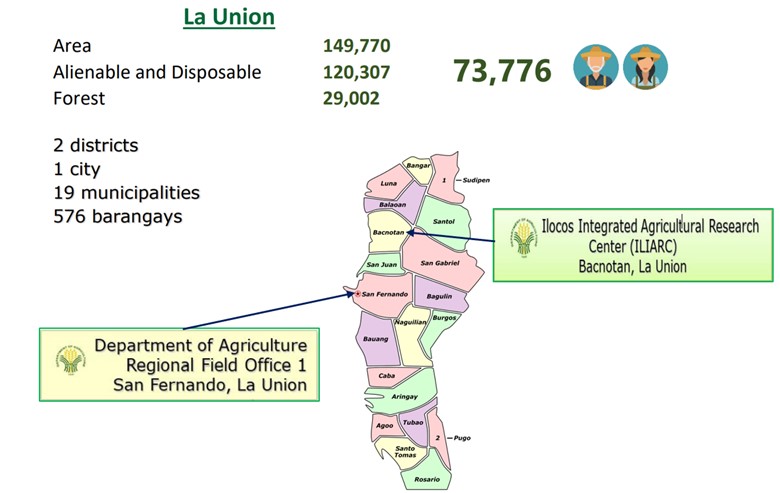 La Union
Area 149,770
Alienable and Disposable 120,307
Forest 29,002
73,776
2 districts
1 city
19 municipalities
576 barangays
Bangar
Luna
1
Sudipen
Balaoan
Santol
Bacnotan
San Juan
San Gabriel
San Fernando
Bagulin
Naguilian
Burgos
Bauang
Caba
Aringay
Agoo
Tubao
2
Pugo
Santo
Tomas
Rosario
Ilocos Integrated Agricultural Research
Center (ILIARC)
Bacnotan, La Union
Department of Agriculture
Regional Field Office 1
San Fernando, La Union